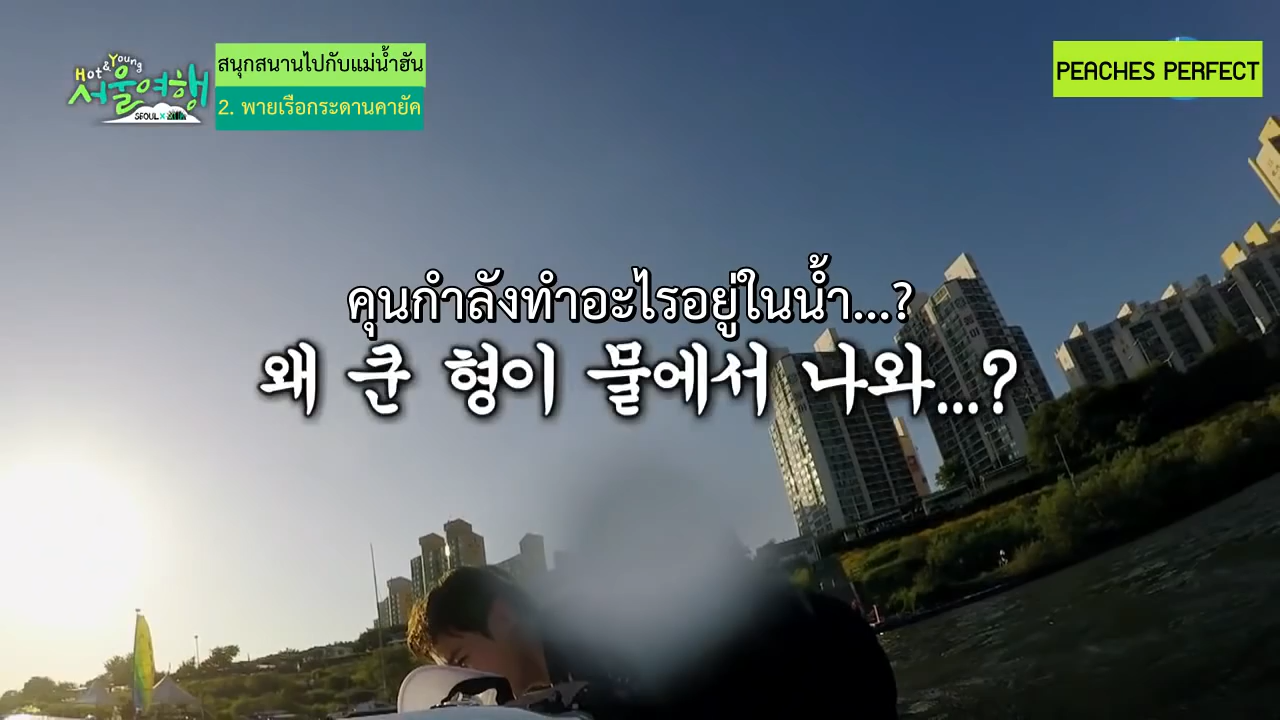 Hot&Young
서울여행
SEOUL
สนุกสนานไปกับแม่น้ำฮัน
2. พายเรือกระดานคายัค
PEACHES PERFECT
คุนกำลังทำอะไรอยู่ในน้ำ...?
왜 큰 형이 물에서 나와...?